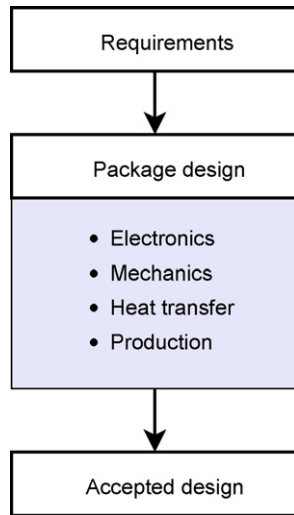 Requirements
Package design
• Electronics
• Mechanics
• Heat transfer
• Production
Accepted design